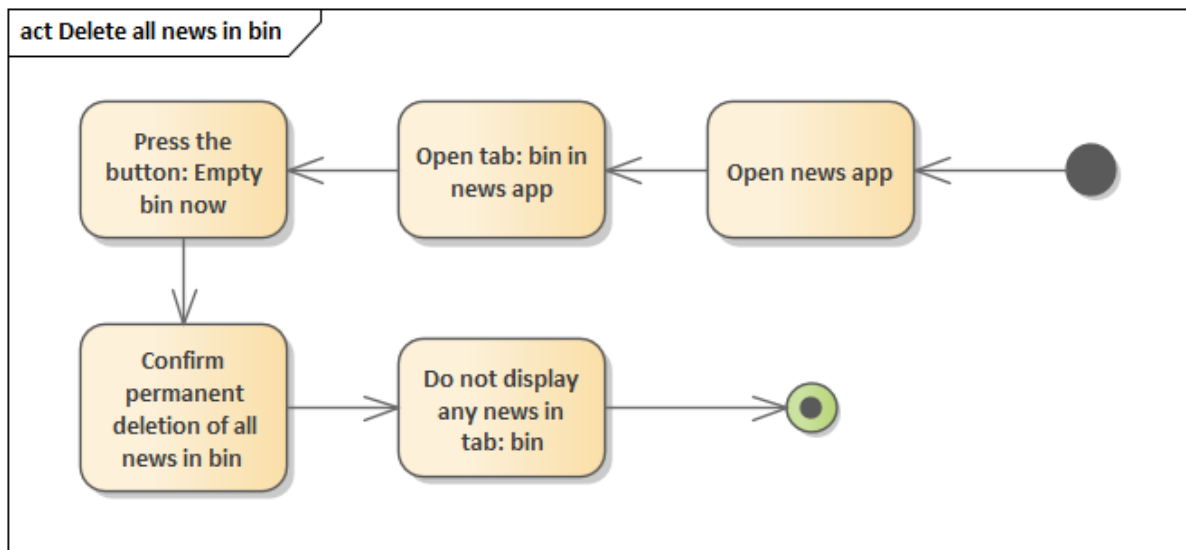 act Delete all news in bin
Press the
button: Empty
bin now
Open tab: bin in
news app
Open news app
Confirm
permanent
deletion of all
news in bin
Do not display
any news in
tab: bin